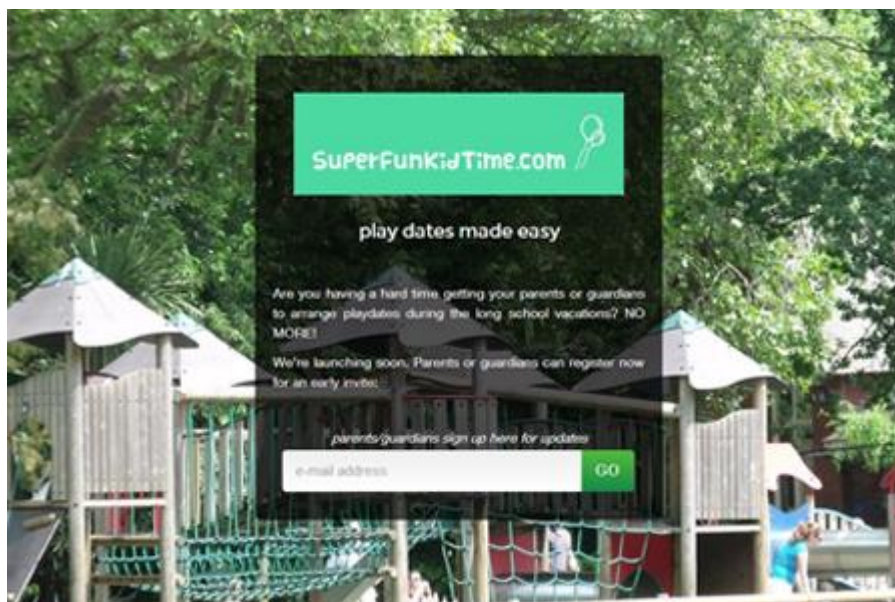 SuperFunKidTime.com
play dates made easy
Are you having a hard time getting your parents or guardians
to arrange playdates during the long school vacations? NO
MORE!
We're launching soon. Parents or guardians can register now
for an early invite:
parents/guardians sign up here for updates
e-mail address GO